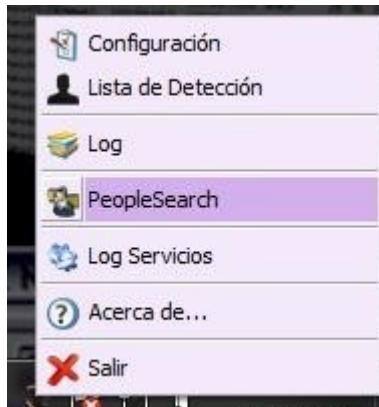 Configuración
Lista de Detección
Log
PeopleSearch
Log Servicios
Acerca de...
Salir